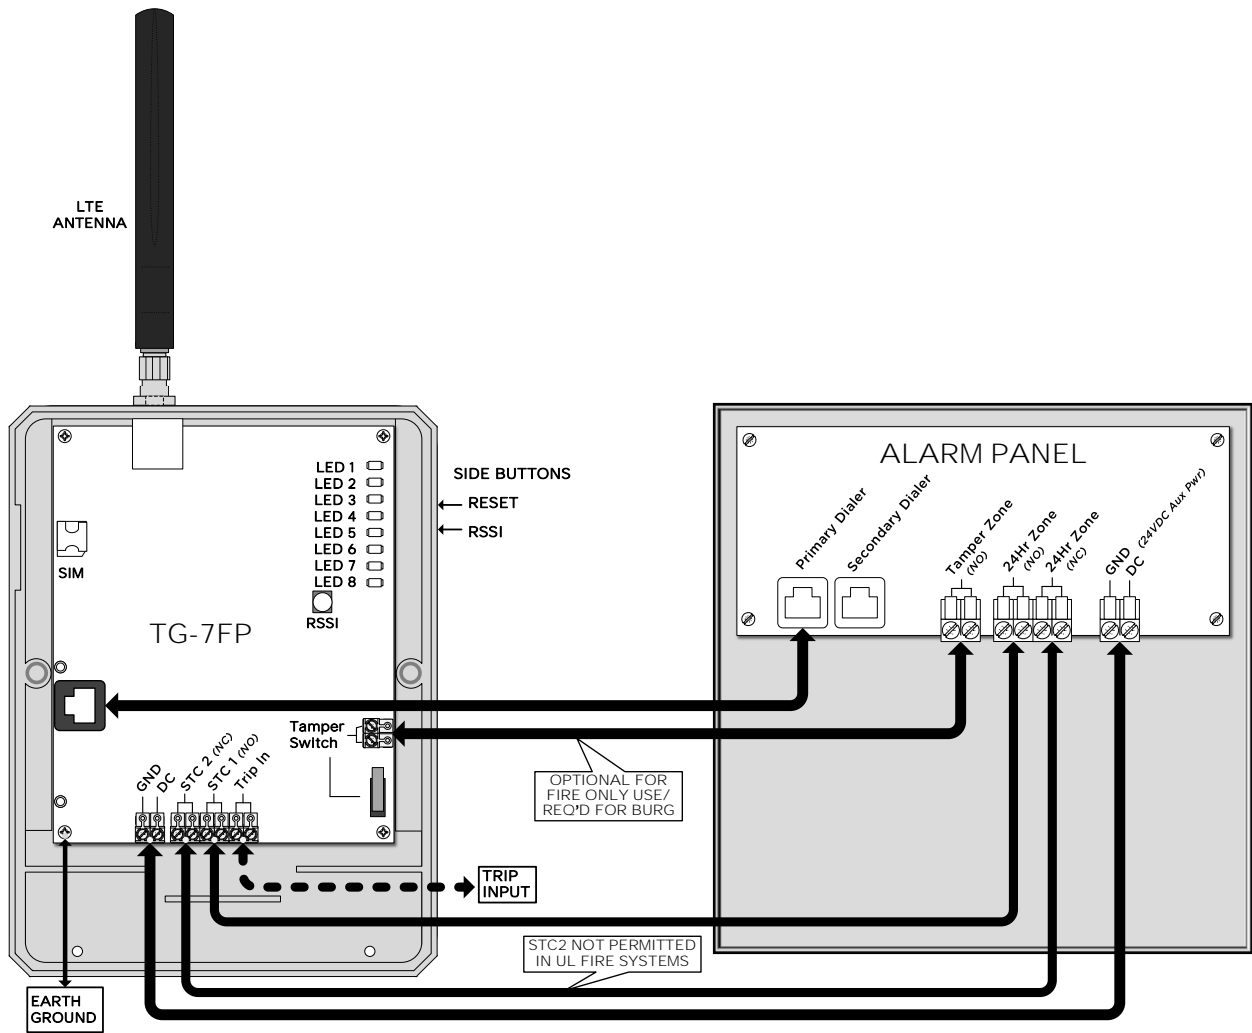 LTE
ANTENNA
LED 1
LED 2
LED 3
LED 4
LED 5
LED 6
LED 7
LED 8
SIDE BUTTONS
RESET
RSSI
SIM
RSSI
TG-7FP
Tamper
Switch
GND
DC
STC 2 (NC)
STC 1 (NO)
Trip In
EARTH
GROUND
TRIP
INPUT
OPTIONAL FOR
FIRE ONLY USE/
REQ'D FOR BURG
STC2 NOT PERMITTED
IN UL FIRE SYSTEMS
ALARM PANEL
Primary Dialer
Secondary Dialer
Tamper Zone
(NO)
24Hr Zone
(NO)
24Hr Zone
(NC)
GND
DC (24VDC Aux Pwr)